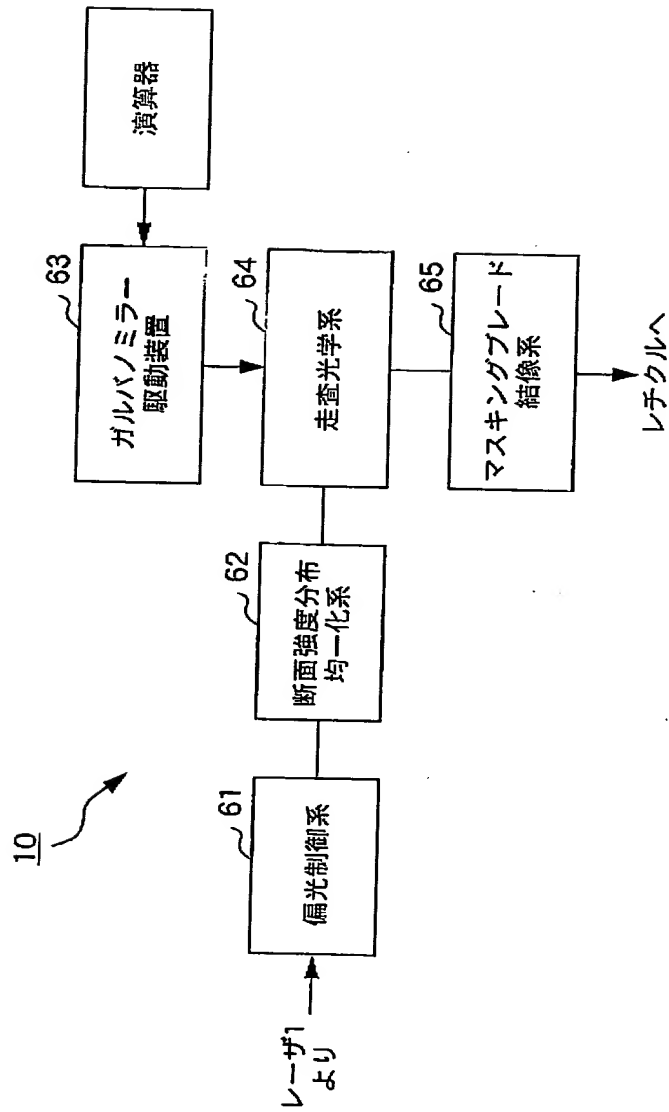 10
レーザ1
より
61
偏光制御系
62
断面強度分布
均一化系
63
ガルバノミラー
駆動装置
演算器
64
走査光学系
65
マスキングブレード
結像系
レチクルへ